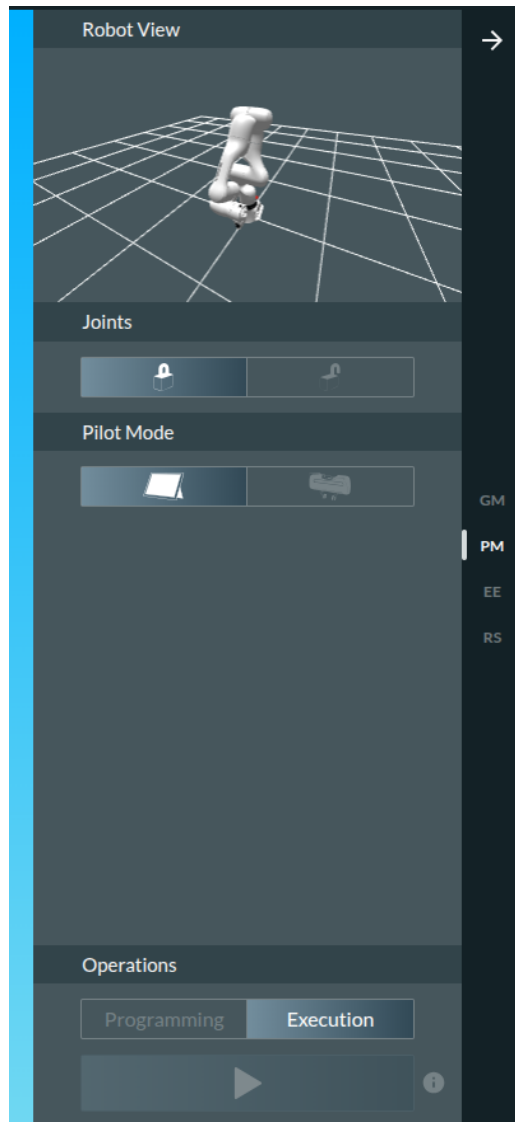 Robot View
Joints
Pilot Mode
GM
PM
EE
RS
Operations
Programming
Execution